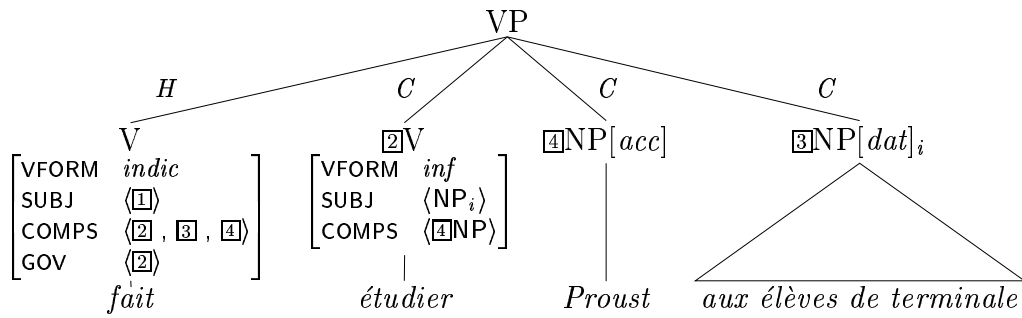 VP
H C C C
V 2V 4NP[acc] 3NP[dat]i
VFORM indic VFORM inf
SUBJ ⟨1⟩ SUBJ ⟨NPi⟩
COMPS ⟨2 , 3 , 4⟩ COMPS ⟨4NP⟩
GOV ⟨2⟩
fait étudier Proust aux élèves de terminale